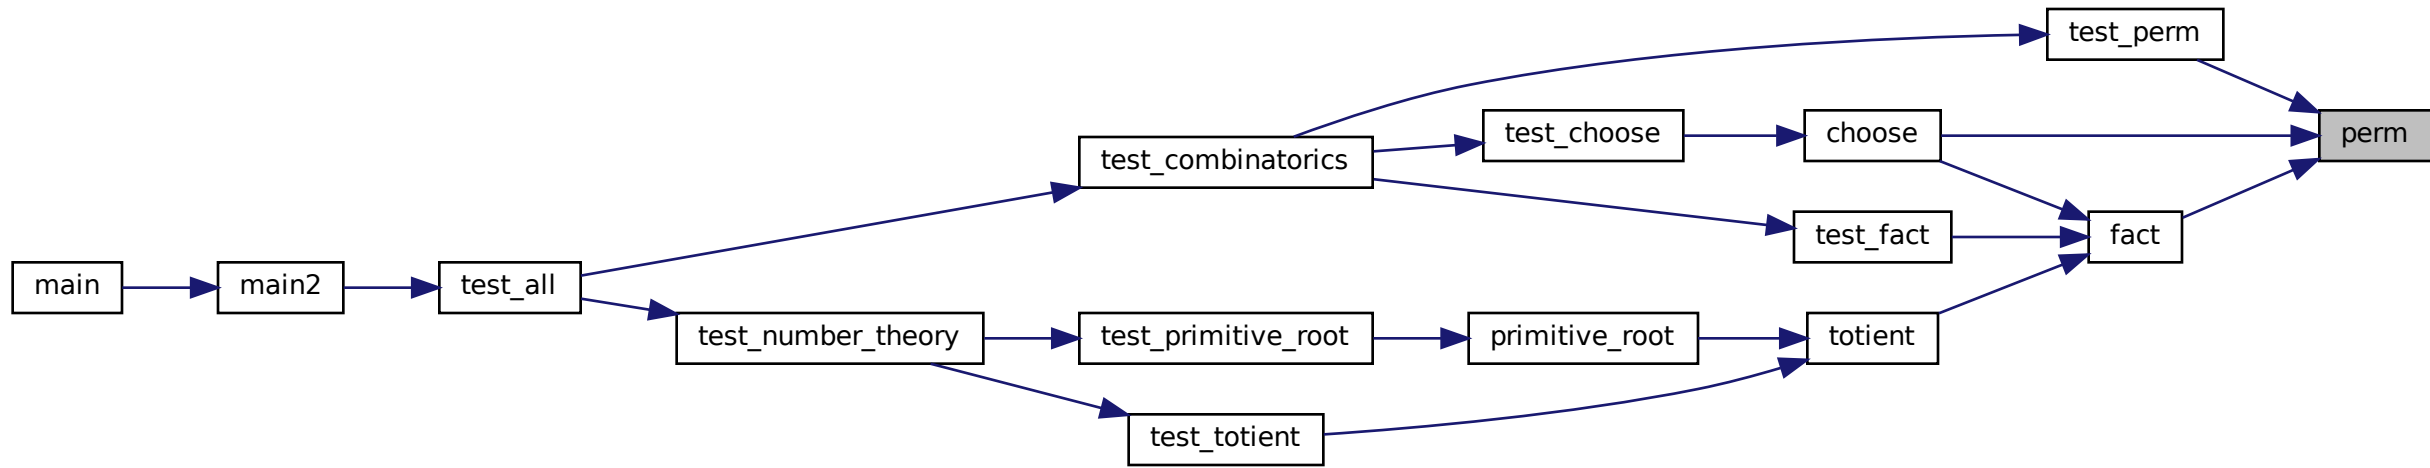 test_perm
test_choose
choose
perm
test_combinatorics
test_fact
fact
main
main2
test_all
test_number_theory
test_primitive_root
primitive_root
totient
test_totient